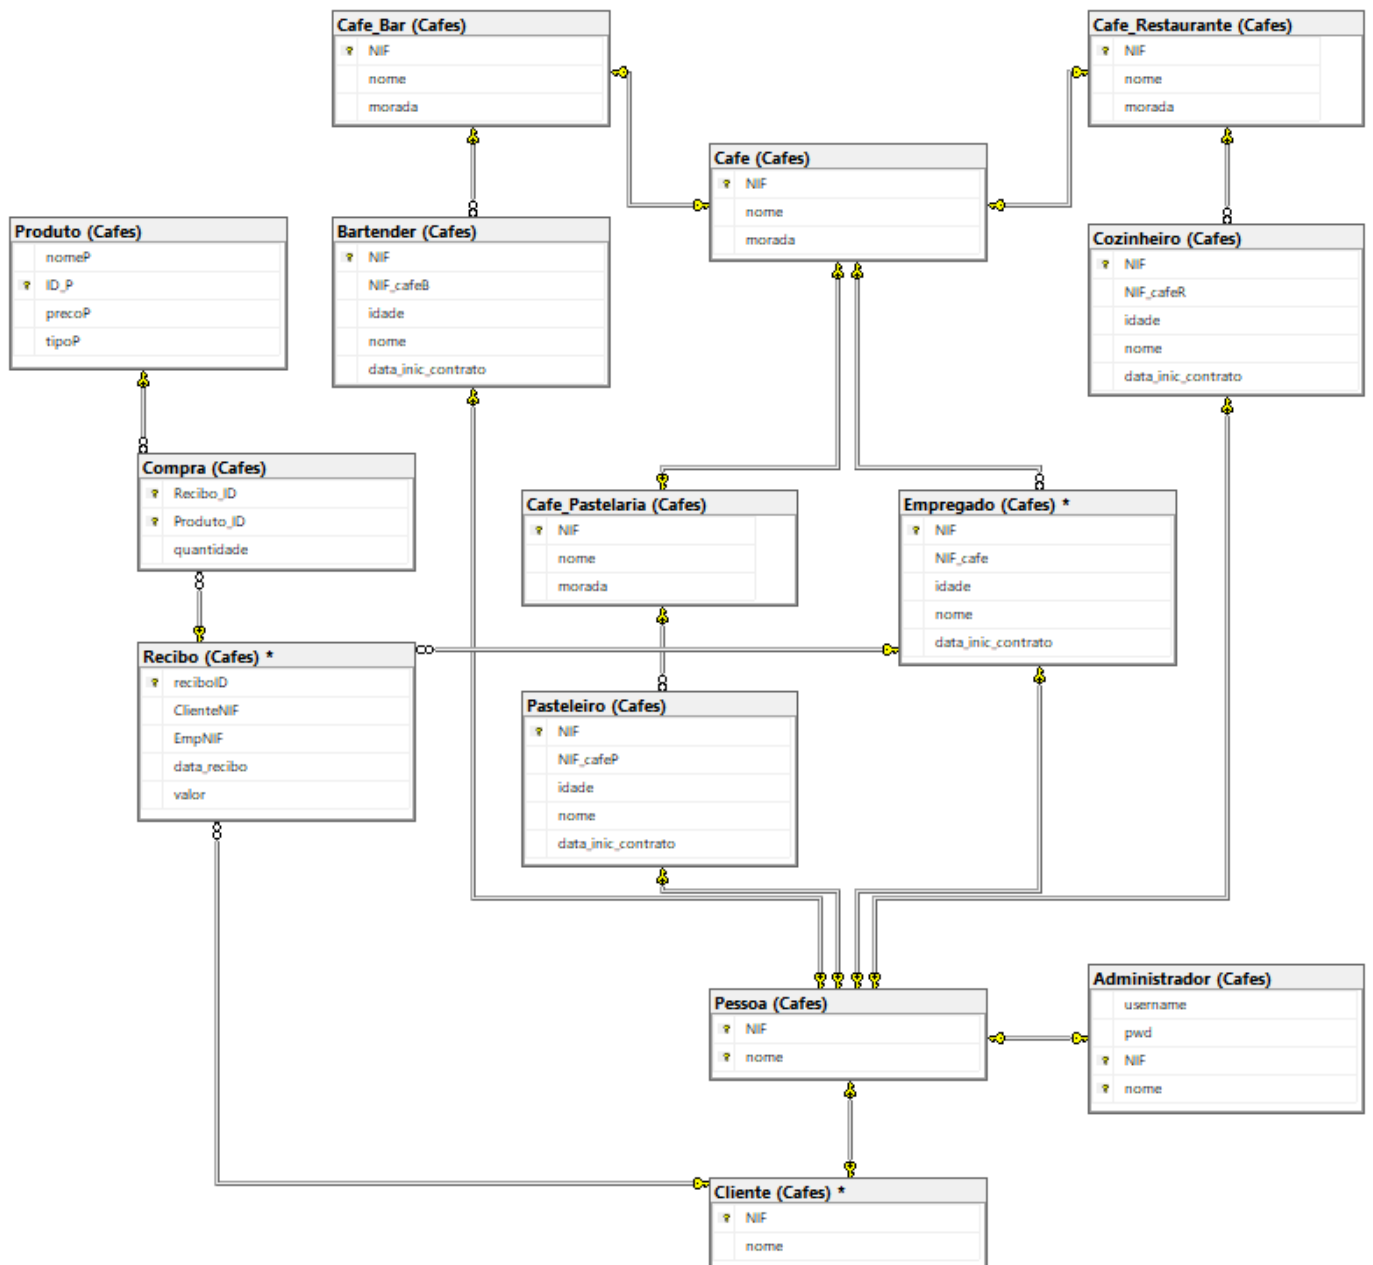 Cafe_Bar (Cafes)
NIF
nome
morada
Cafe_Restaurante (Cafes)
NIF
nome
morada
Cafe (Cafes)
NIF
nome
morada
Produto (Cafes)
nomeP
ID_P
precoP
tipoP
Bartender (Cafes)
NIF
NIF_cafeB
idade
nome
data_inic_contrato
Cozinheiro (Cafes)
NIF
NIF_cafeR
idade
nome
data_inic_contrato
Compra (Cafes)
Recibo_ID
Produto_ID
quantidade
Cafe_Pastelaria (Cafes)
NIF
nome
morada
Empregado (Cafes) *
NIF
NIF_cafe
idade
nome
data_inic_contrato
Recibo (Cafes) *
reciboID
ClienteNIF
EmpNIF
data_recibo
valor
Pasteleiro (Cafes)
NIF
NIF_cafeP
idade
nome
data_inic_contrato
Pessoa (Cafes)
NIF
nome
Administrador (Cafes)
username
pwd
NIF
nome
Cliente (Cafes) *
NIF
nome